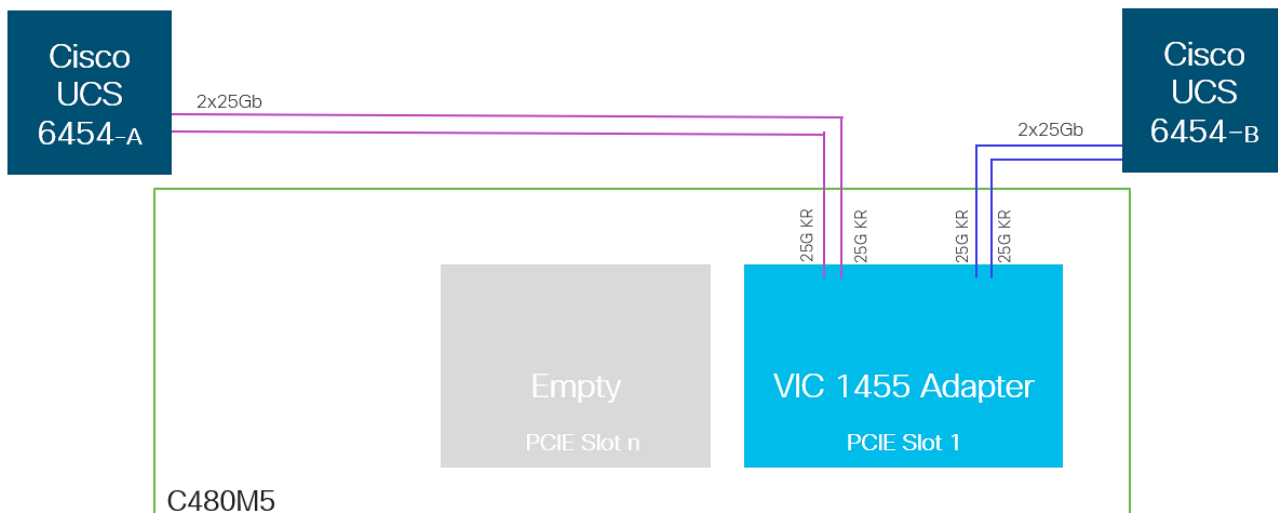 Cisco
UCS
6454-A
2x25Gb
Cisco
UCS
6454-B
2x25Gb
25G KR
25G KR
25G KR
25G KR
Empty
PCIE Slot n
VIC 1455 Adapter
PCIE Slot 1
C480M5